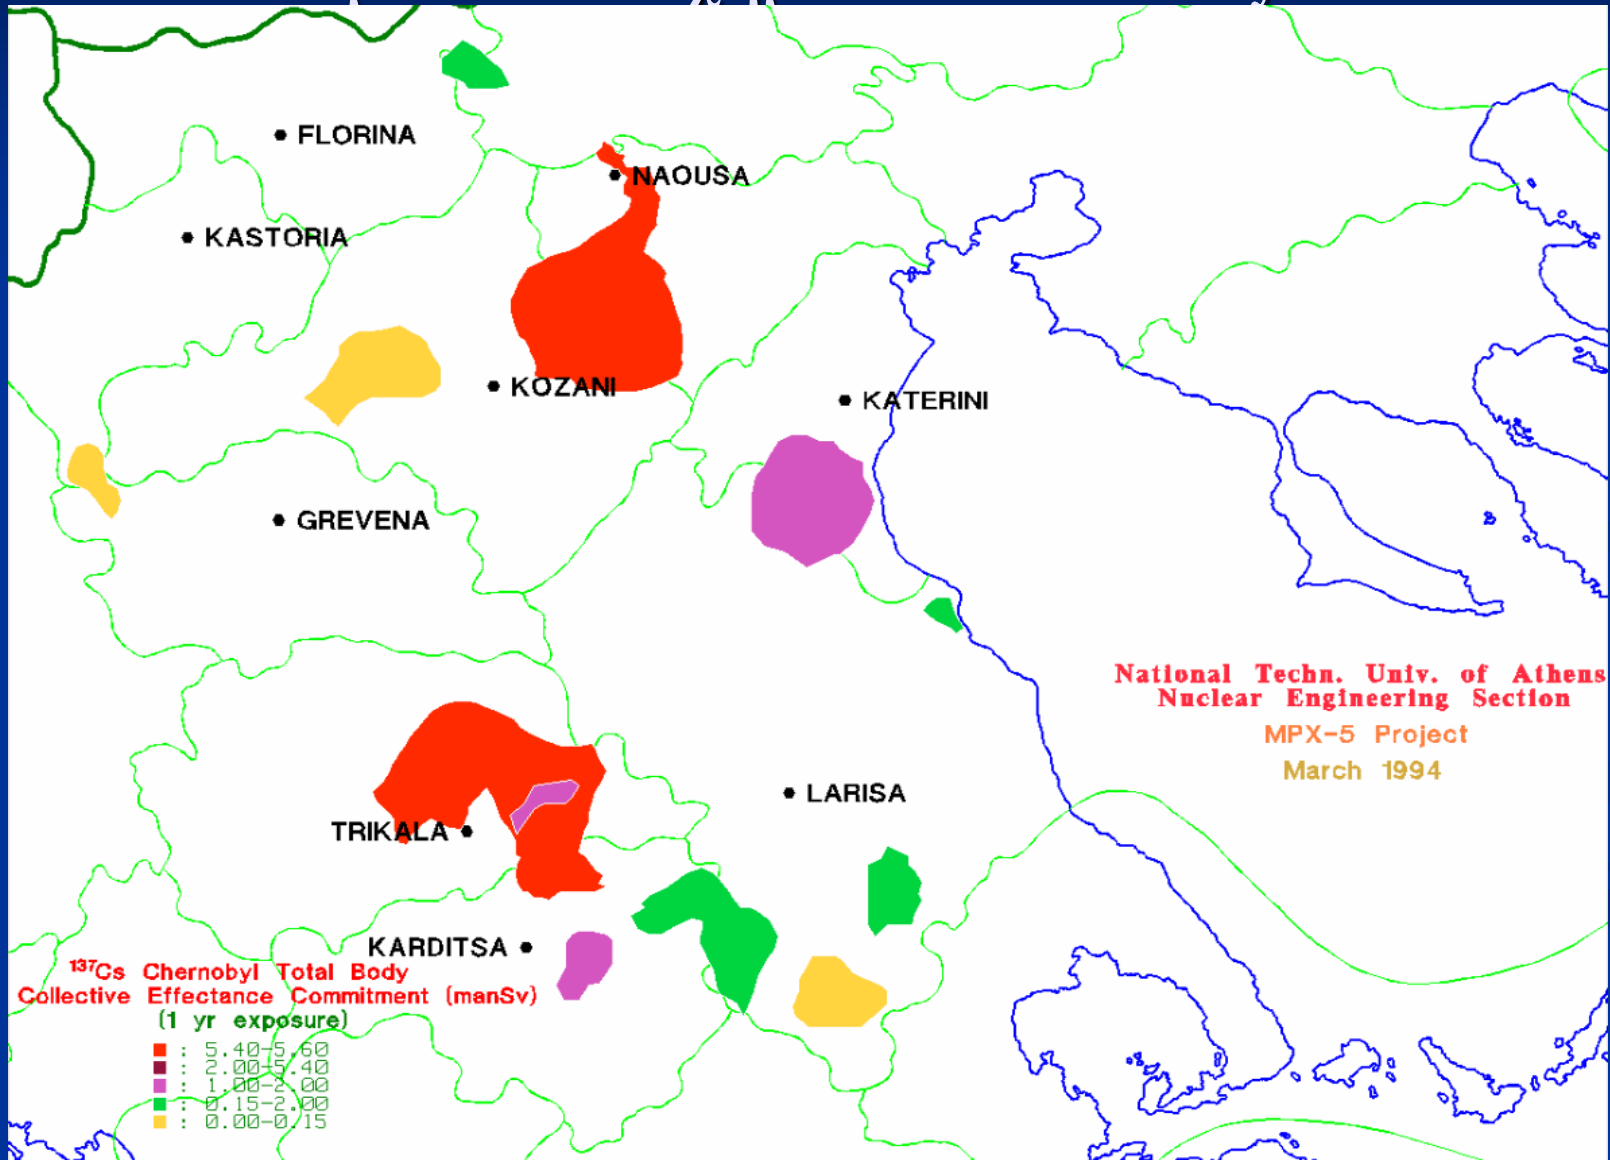 FLORINA
NAOUSA
KASTORIA
KOZANI
KATERINI
GREVENA
National Techn. Univ. of Athens
Nuclear Engineering Section
MPX-5 Project
March 1994
LARISA
TRIKALA
KARDITSA
¹³⁷Cs Chernobyl Total Body
Collective Effectance Commitment (manSv)
(1 yr exposure)
: 5.40-5.60
: 2.00-5.40
: 1.00-2.00
: 0.15-2.00
: 0.00-0.15